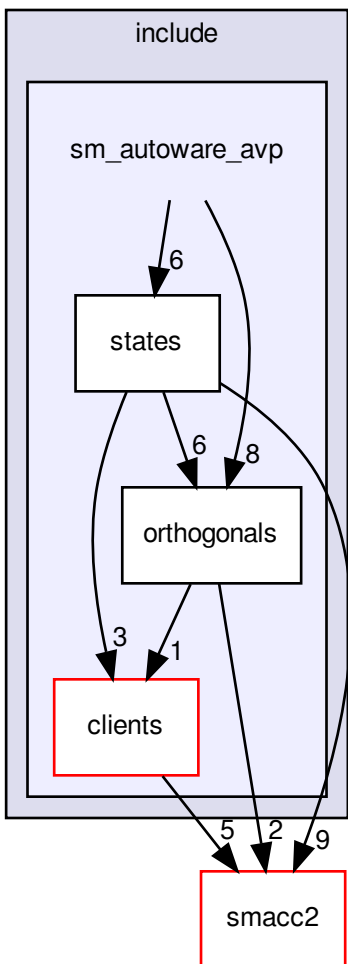 include
sm_autoware_avp
6
states
6
8
orthogonals
3
1
clients
5
2
9
smacc2